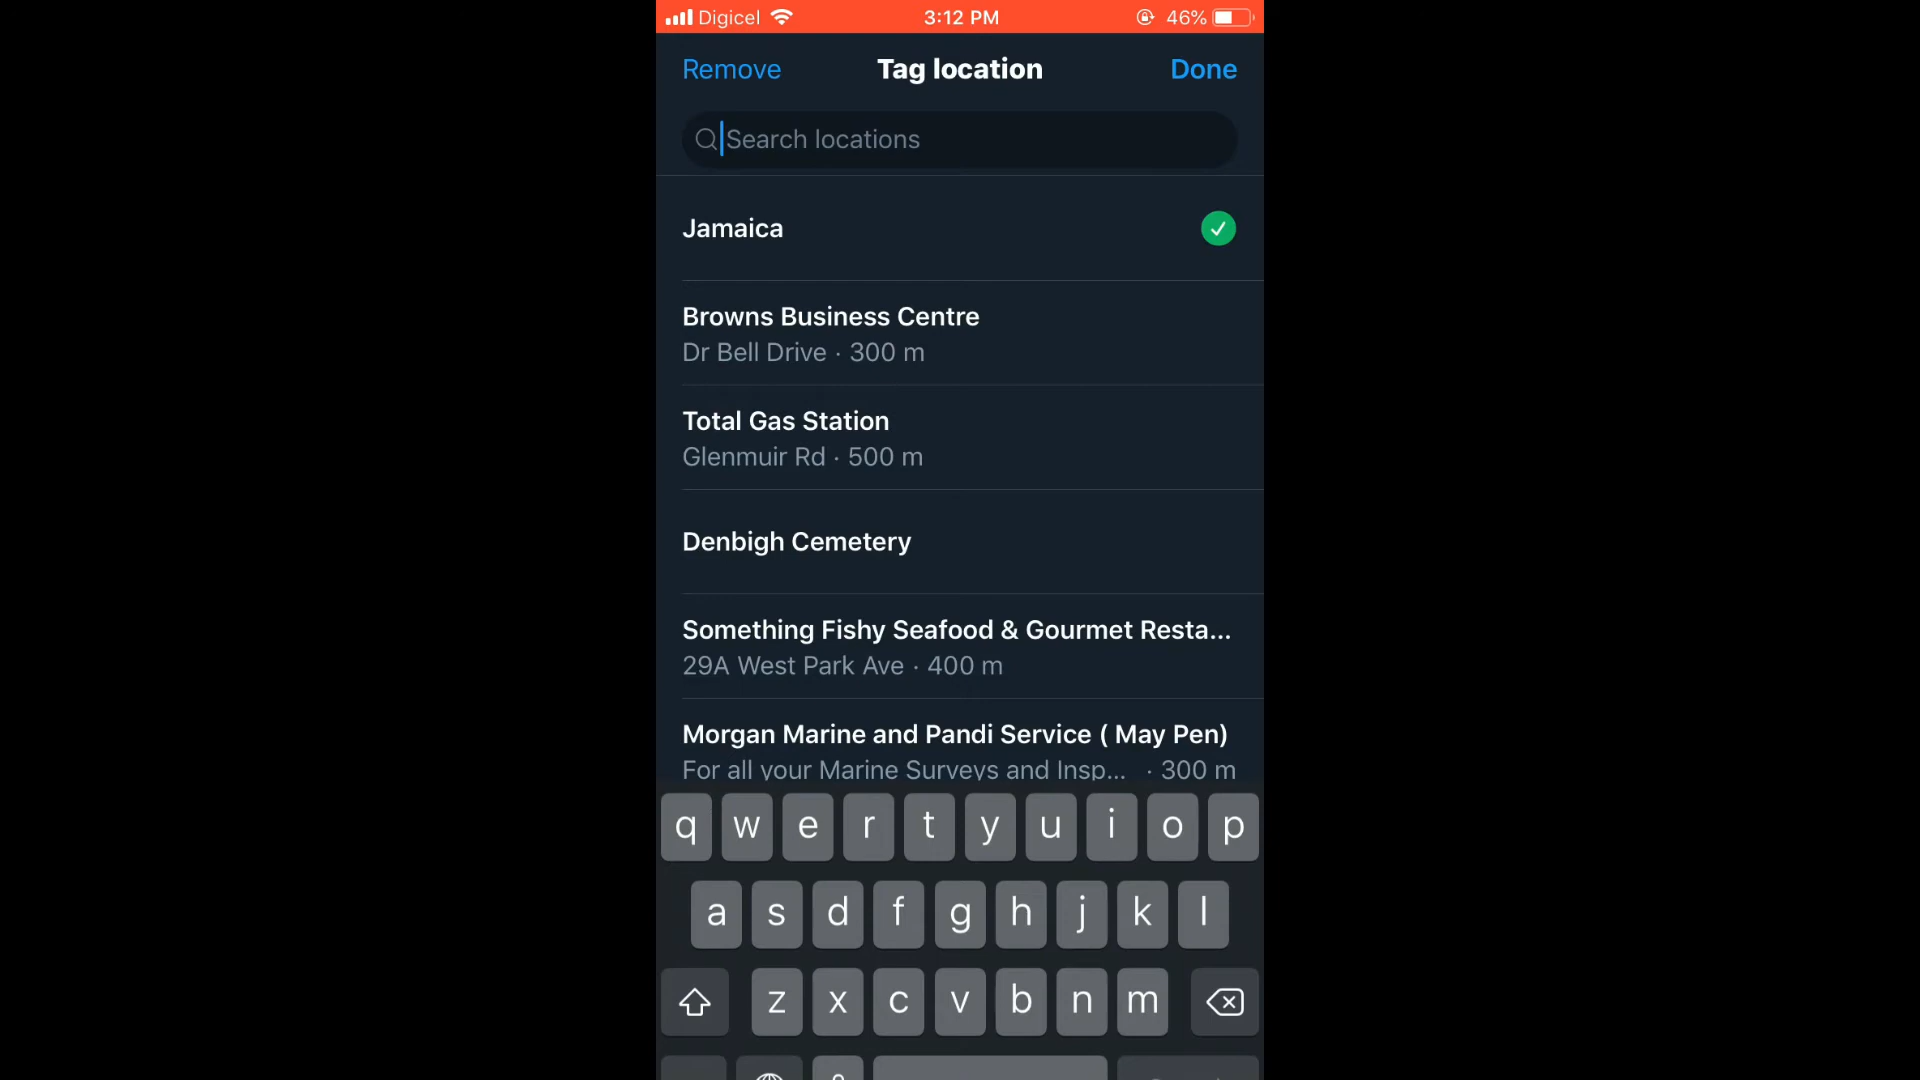 Digicel 3:12 PM 46%
Remove Tag location Done
Search locations
Jamaica
Browns Business Centre
Dr Bell Drive · 300 m
Total Gas Station
Glenmuir Rd · 500 m
Denbigh Cemetery
Something Fishy Seafood & Gourmet Resta...
29A West Park Ave · 400 m
Morgan Marine and Pandi Service ( May Pen)
For all your Marine Surveys and Insp... · 300 m
q w e r t y u i o p
a s d f g h j k l
z x c v b n m